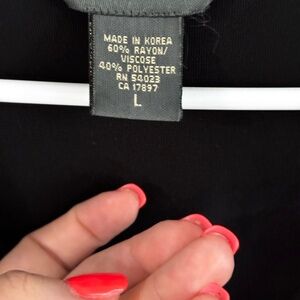 MADE IN KOREA
60% RAYON/
VISCOSE
40% POLYESTER
RN 54023
CA 17897
L